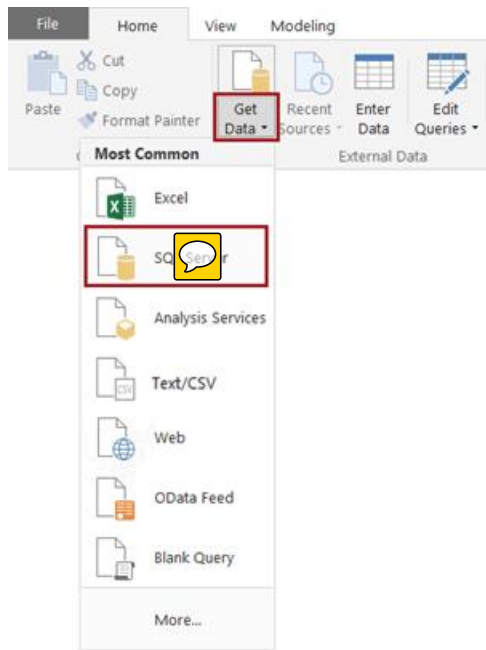 File Home View Modeling
Cut
Copy
Paste
Format Painter
Get Data
Recent Sources
Enter Data
Edit Queries
External Data
Most Common
Excel
SQL Server
Analysis Services
Text/CSV
CSV
Web
OData Feed
Blank Query
More...